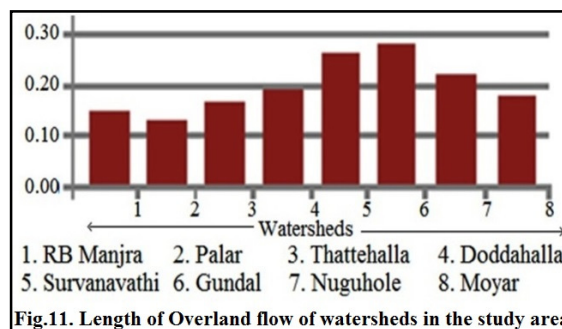 0.30
0.20
0.10
0.00
1 2 3 4 5 6 7 8
Watersheds
1. RB Manjra 2. Palar 3. Thattehalla 4. Doddahalla
5. Survanavathi 6. Gundal 7. Nuguhole 8. Moyar
Fig.11. Length of Overland flow of watersheds in the study area